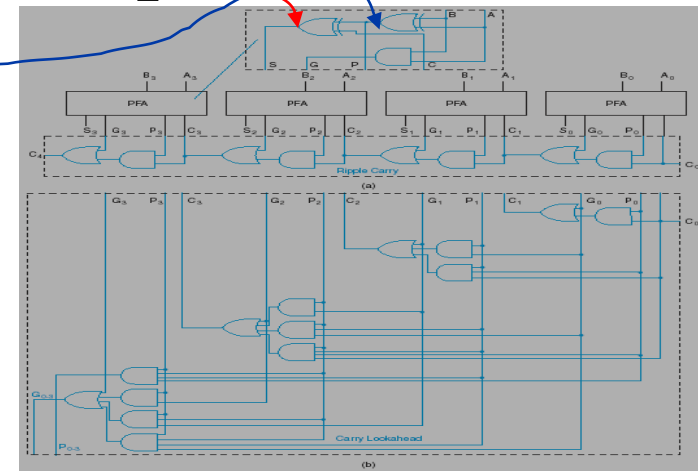 B A
S G P C
B3 A3 B2 A2 B1 A1 B0 A0
PFA PFA PFA PFA
S3 G3 P3 C3 S2 G2 P2 C2 S1 G1 P1 C1 S0 G0 P0
C4 C0
Ripple Carry
(a)
G3 P3 C3 G2 P2 C2 G1 P1 C1 G0 P0
C0
G0-3
Carry Lookahead
P0-3
(b)